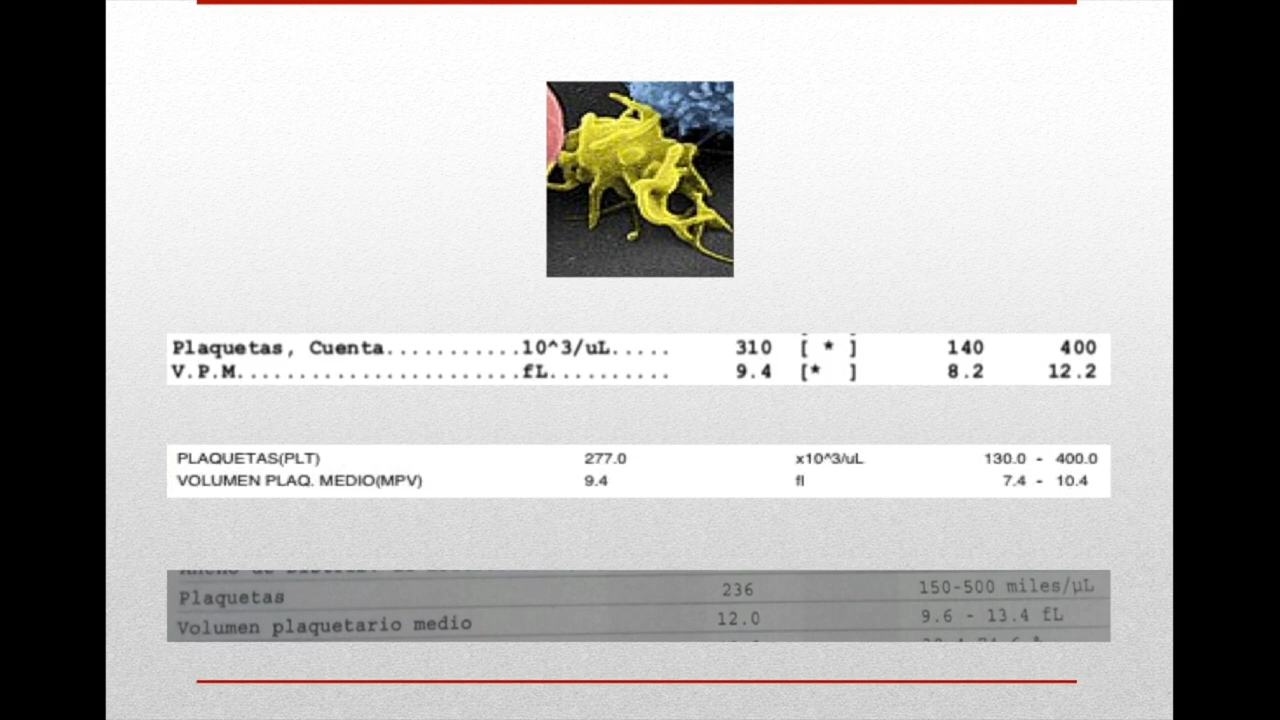 Plaquetas, Cuenta...........10^3/uL..... 310 [ * ] 140 400
V.P.M.......................fL.......... 9.4 [* ] 8.2 12.2
PLAQUETAS(PLT) 277.0 x10^3/uL 130.0 - 400.0
VOLUMEN PLAQ. MEDIO(MPV) 9.4 fl 7.4 - 10.4
Plaquetas 236 150-500 miles/µL
Volumen plaquetario medio 12.0 9.6 - 13.4 fL